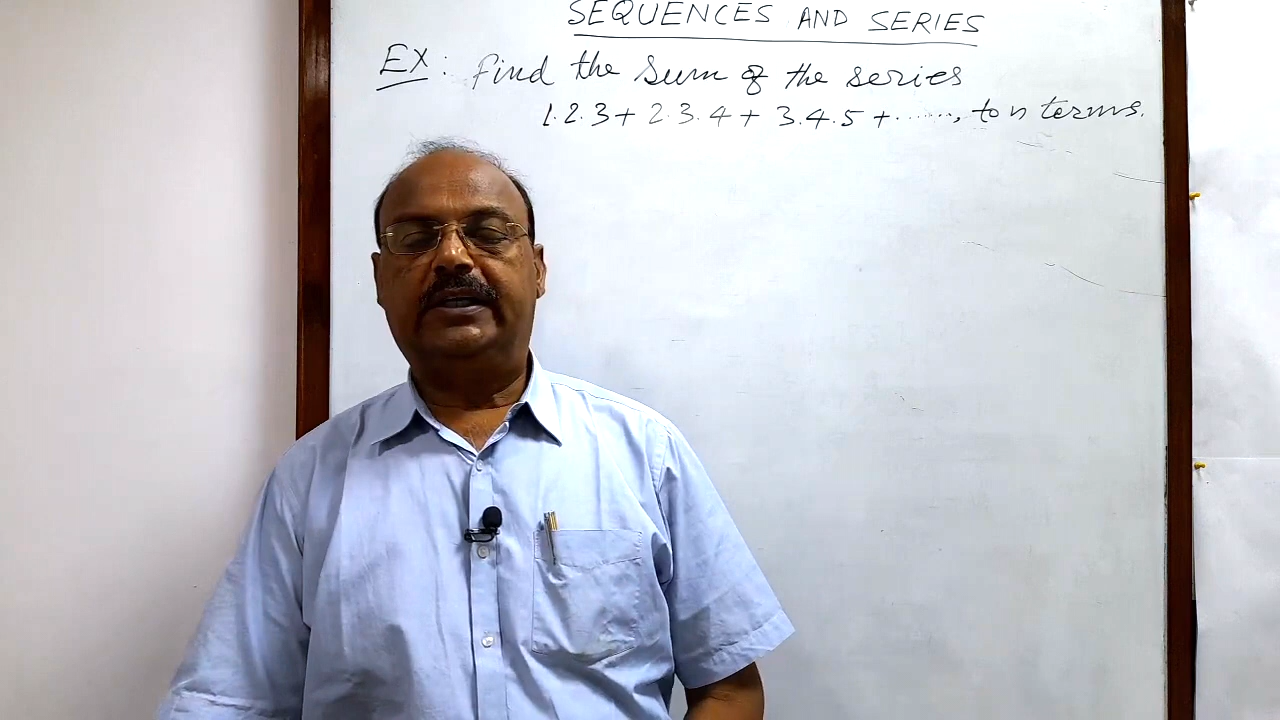 SEQUENCES AND SERIES
EX: Find the sum of the series
1.2.3 + 2.3.4 + 3.4.5 + ......., to n terms.